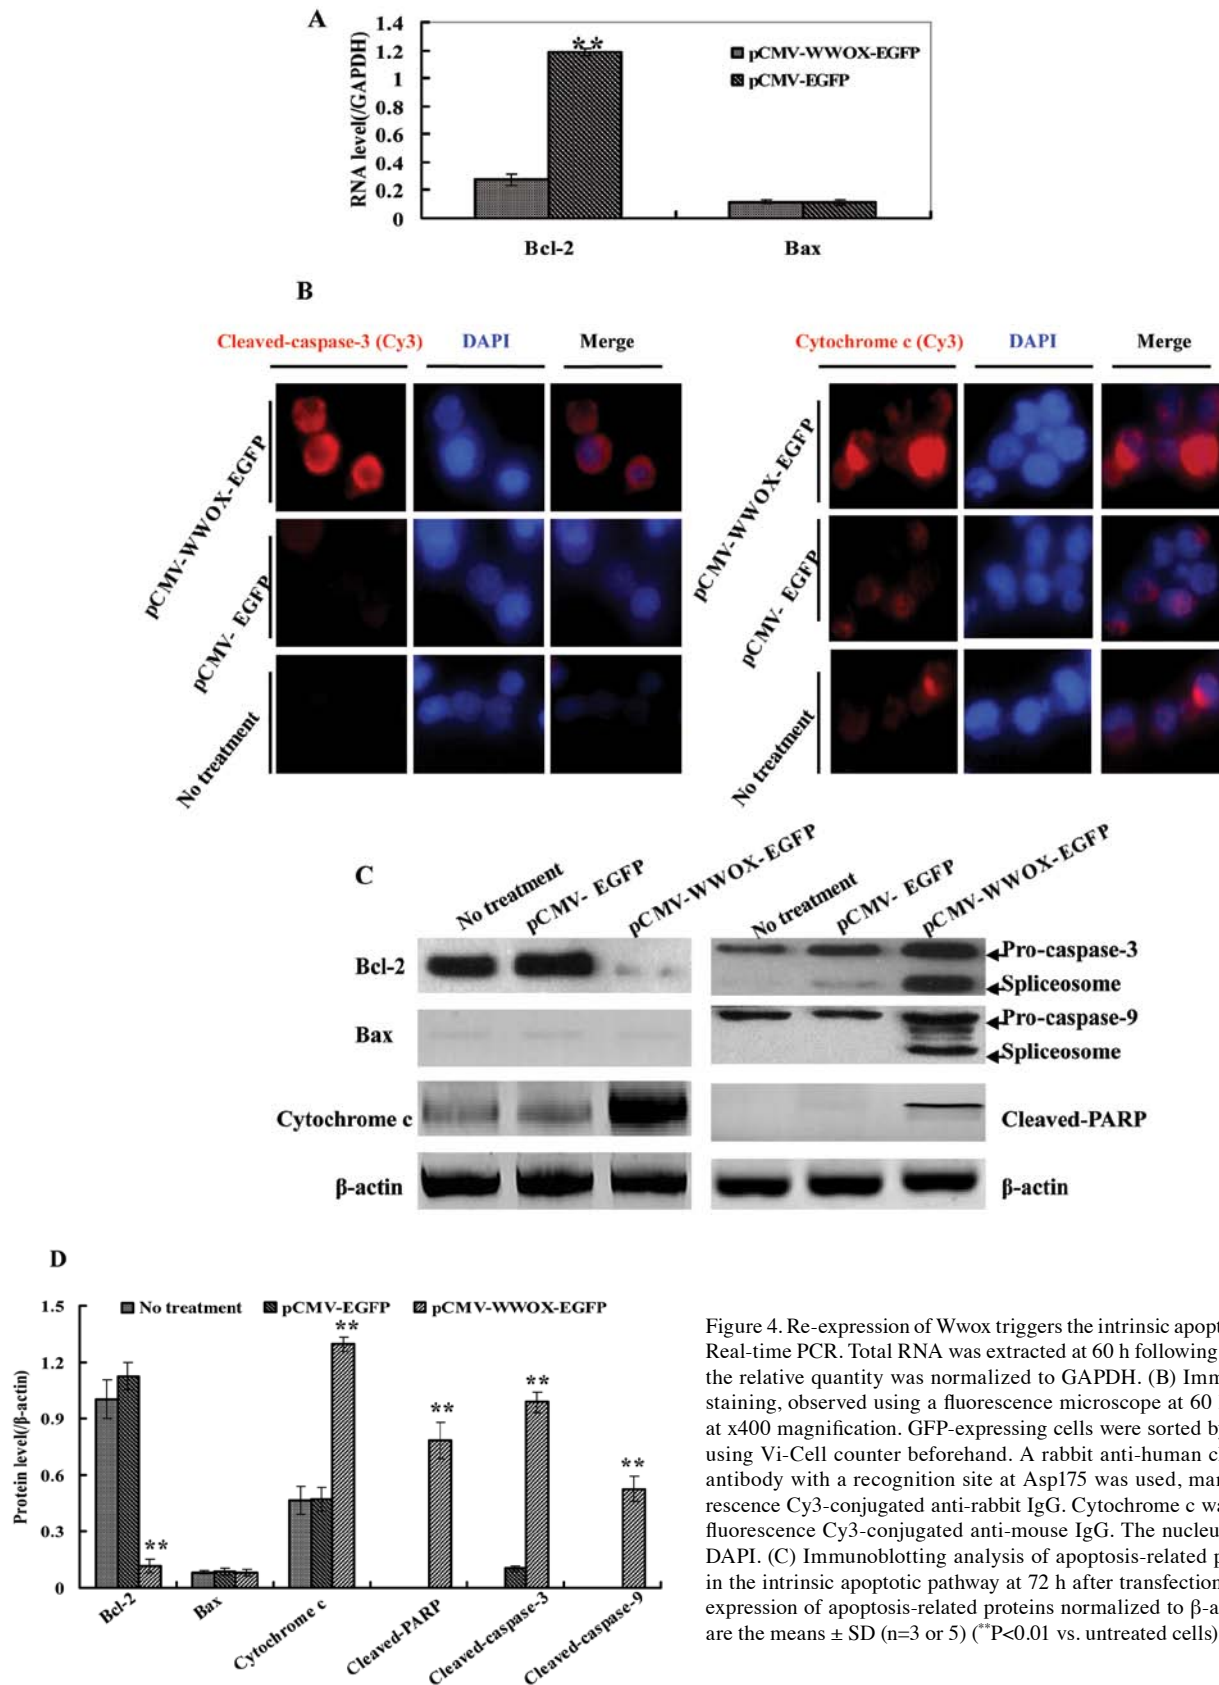 A
1.4
1.2
1
0.8
0.6
0.4
0.2
0
RNA level(/GAPDH)
**
pCMV-WWOX-EGFP
pCMV-EGFP
Bcl-2 Bax
B
Cleaved-caspase-3 (Cy3) DAPI Merge
Cytochrome c (Cy3) DAPI Merge
pCMV-WWOX-EGFP
pCMV- EGFP
No treatment
pCMV-WWOX-EGFP
pCMV- EGFP
No treatment
C
No treatment
pCMV- EGFP
pCMV-WWOX-EGFP
No treatment
pCMV- EGFP
pCMV-WWOX-EGFP
Bcl-2
Bax
Cytochrome c
β-actin
Pro-caspase-3
Spliceosome
Pro-caspase-9
Spliceosome
Cleaved-PARP
β-actin
D
No treatment pCMV-EGFP pCMV-WWOX-EGFP
1.5
1.2
0.9
0.6
0.3
0
Protein level(/β-actin)
**
**
**
**
**
Bcl-2
Bax
Cytochrome c
Cleaved-PARP
Cleaved-caspase-3
Cleaved-caspase-9
Figure 4. Re-expression of Wwox triggers the intrinsic apopt
Real-time PCR. Total RNA was extracted at 60 h following
the relative quantity was normalized to GAPDH. (B) Imm
staining, observed using a fluorescence microscope at 60
at x400 magnification. GFP-expressing cells were sorted b
using Vi-Cell counter beforehand. A rabbit anti-human c
antibody with a recognition site at Asp175 was used, mar
rescence Cy3-conjugated anti-rabbit IgG. Cytochrome c wa
fluorescence Cy3-conjugated anti-mouse IgG. The nucleu
DAPI. (C) Immunoblotting analysis of apoptosis-related p
in the intrinsic apoptotic pathway at 72 h after transfection
expression of apoptosis-related proteins normalized to β-a
are the means ± SD (n=3 or 5) (**P<0.01 vs. untreated cells)